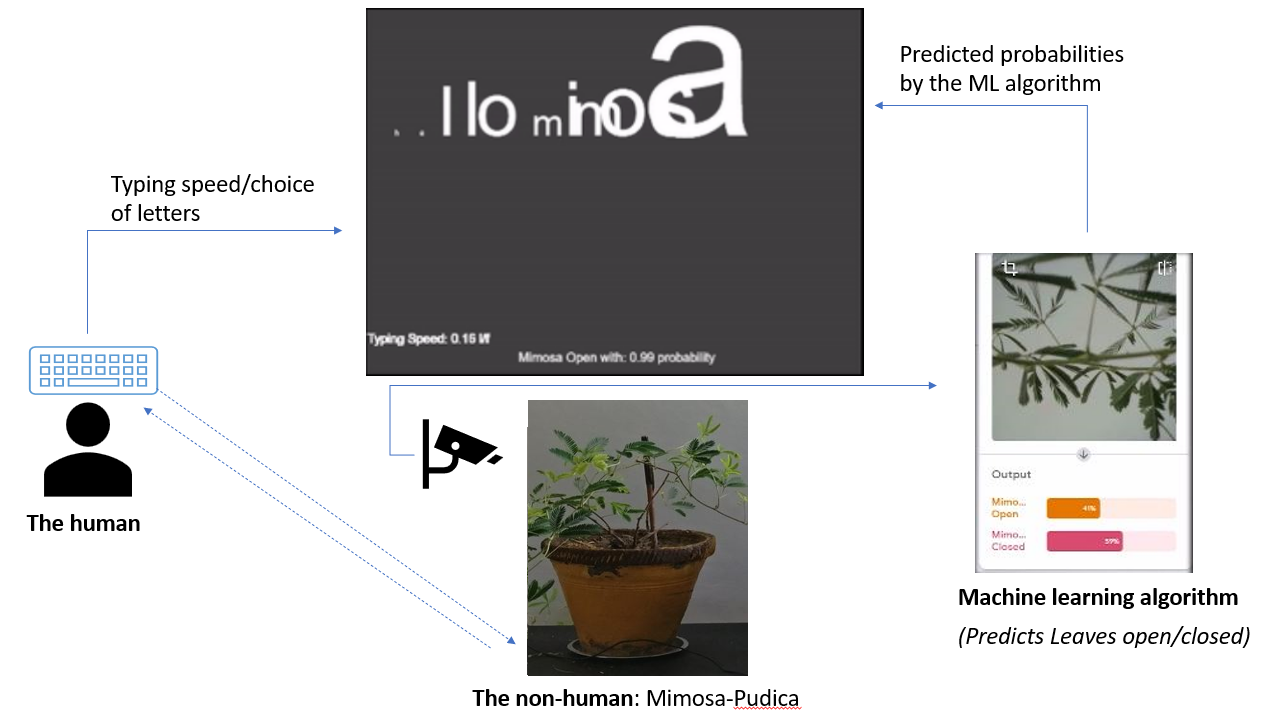 . . l lo mimosa
Predicted probabilities
by the ML algorithm
Typing speed/choice
of letters
Typing Speed: 0.16
Mimosa Open with: 0.99 probability
The human
Output
Mimo...
Open
41%
Mimo...
Closed
59%
Machine learning algorithm
(Predicts Leaves open/closed)
The non-human: Mimosa-Pudica